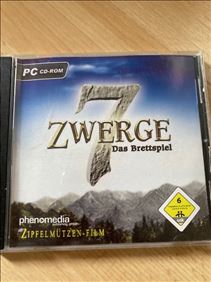 PC CD-ROM
7
ZWERGE
Das Brettspiel
6
phenomedia
ZIPFELMÜTZEN-FILM